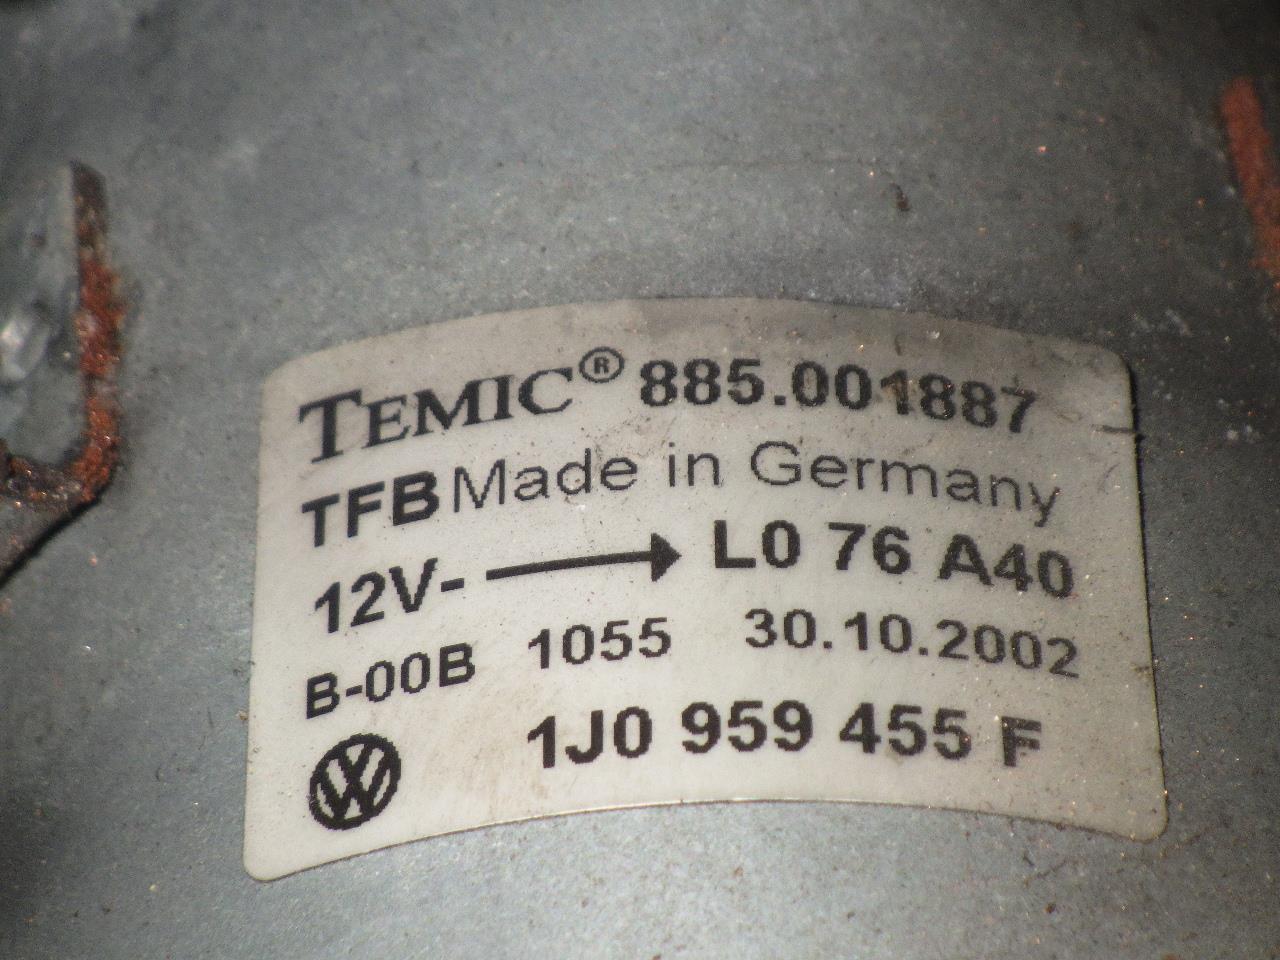 TEMIC® 885.001887
TFB Made in Germany
12V- → L0 76 A40
B-00B 1055 30.10.2002
VW 1J0 959 455 F